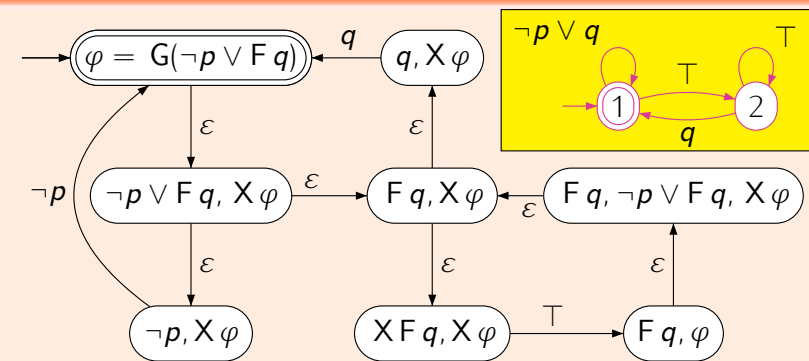 φ = G(¬p ∨ F q)
q
q, X φ
¬p ∨ q
⊤
⊤
1
2
q
ε
ε
¬p
¬p ∨ F q, X φ
ε
F q, X φ
ε
F q, ¬p ∨ F q, X φ
ε
ε
ε
¬p, X φ
X F q, X φ
⊤
F q, φ